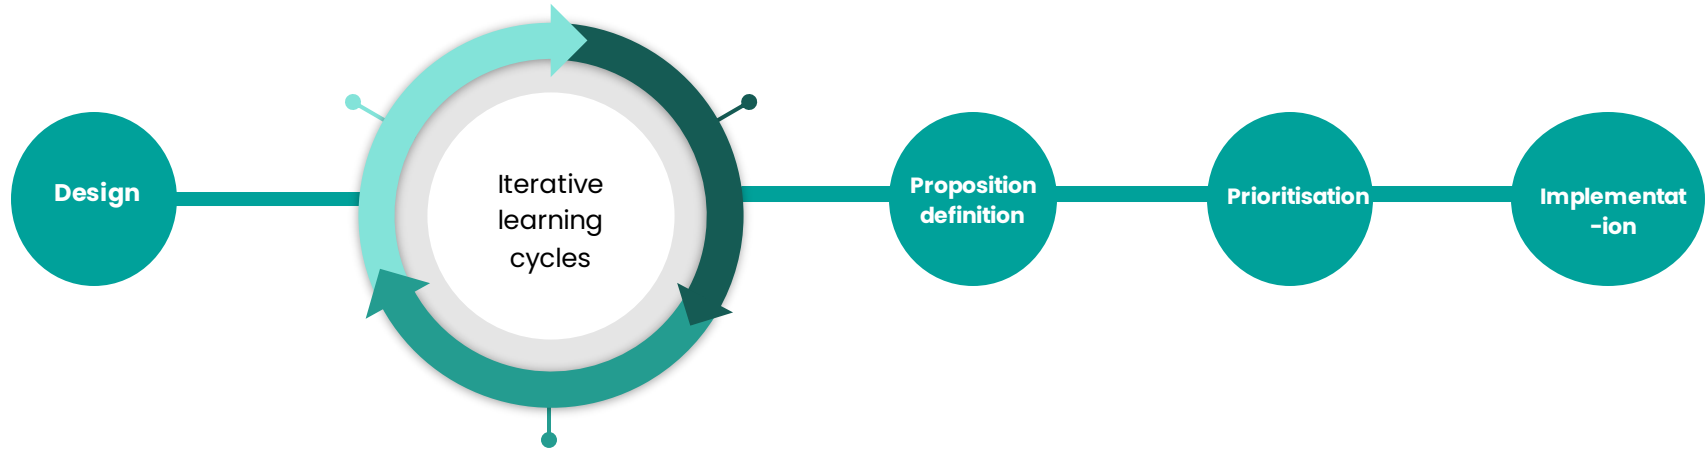 Design
Iterative
learning
cycles
Proposition
definition
Prioritisation
Implementat
-ion